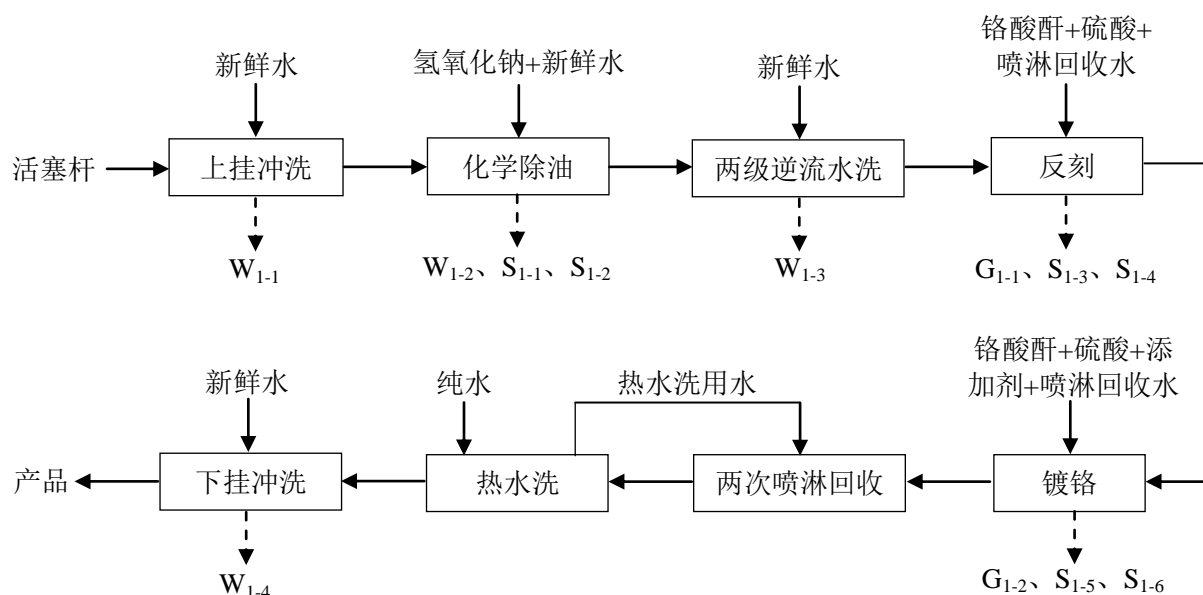 新鲜水
氢氧化钠+新鲜水
新鲜水
铬酸酐+硫酸+
喷淋回收水
活塞杆
上挂冲洗
化学除油
两级逆流水洗
反刻
W1-1
W1-2、S1-1、S1-2
W1-3
G1-1、S1-3、S1-4
新鲜水
纯水
热水洗用水
铬酸酐+硫酸+添
加剂+喷淋回收水
产品
下挂冲洗
热水洗
两次喷淋回收
镀铬
W1-4
G1-2、S1-5、S1-6